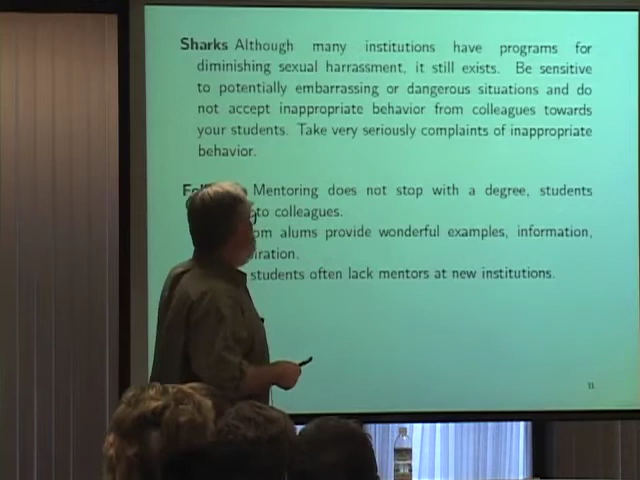 Sharks Although many institutions have programs for
diminishing sexual harrassment, it still exists. Be sensitive
to potentially embarrassing or dangerous situations and do
not accept inappropriate behavior from colleagues towards
your students. Take very seriously complaints of inappropriate
behavior.
Mentoring does not stop with a degree, students
to colleagues.
alums provide wonderful examples, information,
students often lack mentors at new institutions.
11